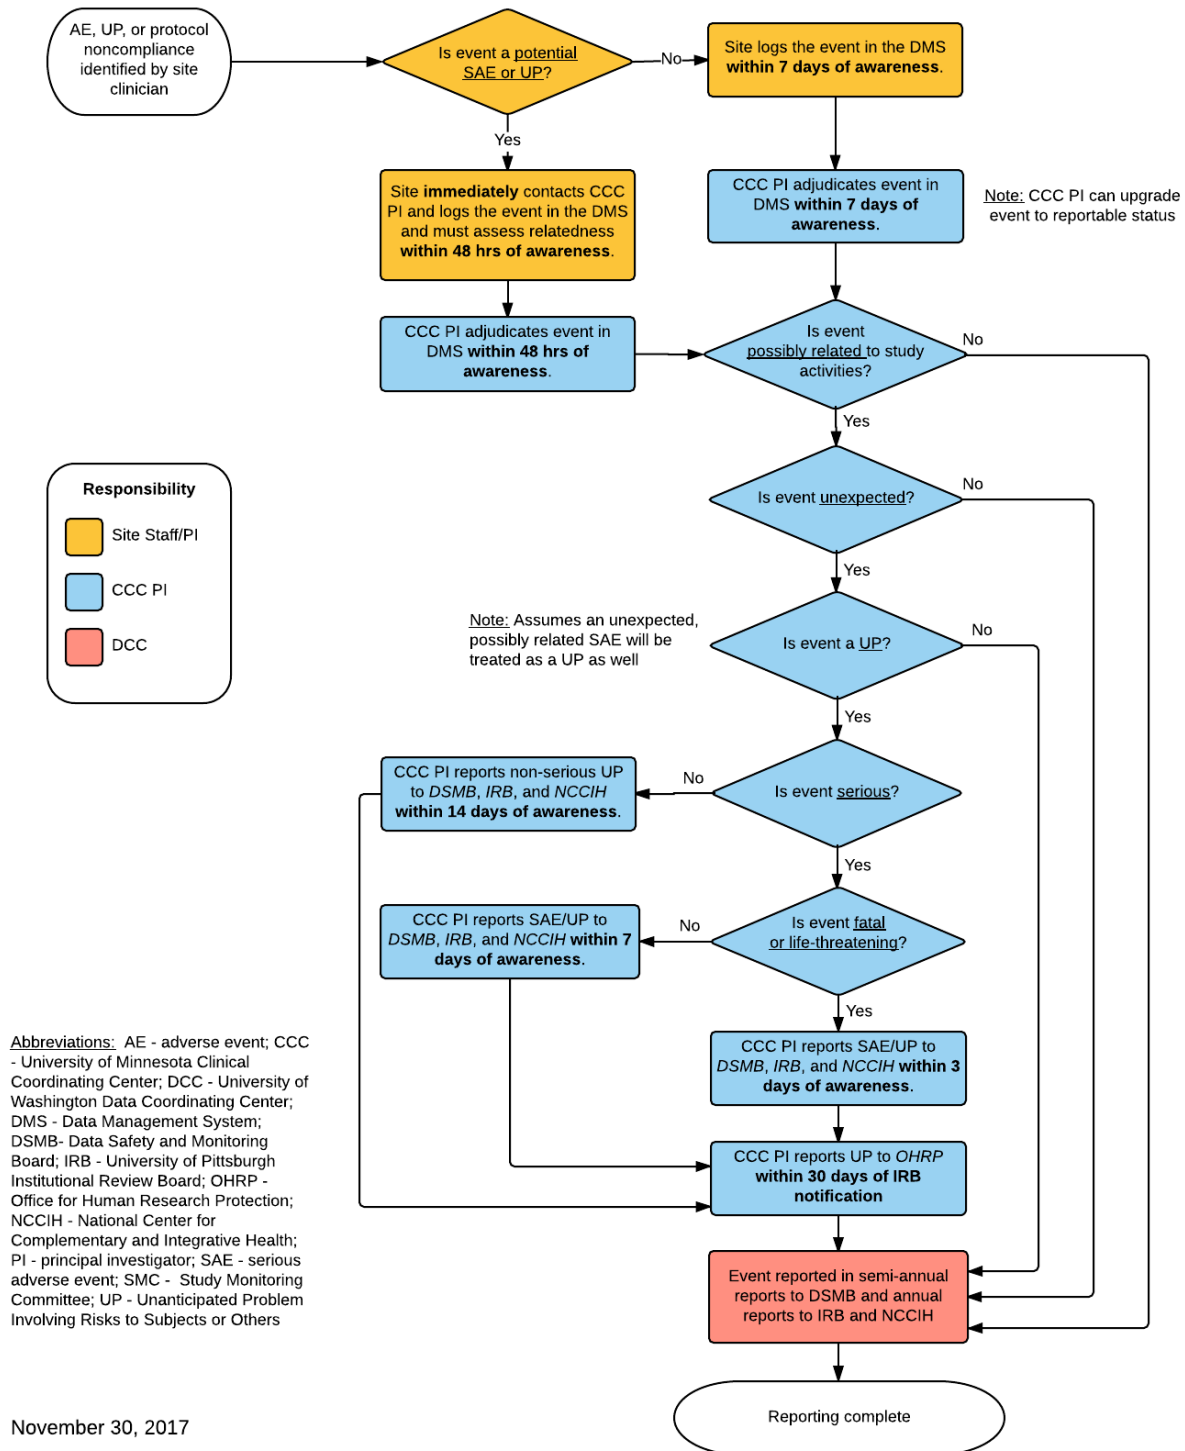 AE, UP, or protocol
noncompliance
identified by site
clinician
Is event a potential
SAE or UP?
No
Site logs the event in the DMS
within 7 days of awareness.
Yes
Site immediately contacts CCC
PI and logs the event in the DMS
and must assess relatedness
within 48 hrs of awareness.
CCC PI adjudicates event in
DMS within 7 days of
awareness.
Note: CCC PI can upgrade
event to reportable status
CCC PI adjudicates event in
DMS within 48 hrs of
awareness.
Is event
possibly related to study
activities?
No
Yes
Is event unexpected?
No
Yes
Responsibility
Site Staff/PI
CCC PI
DCC
Note: Assumes an unexpected,
possibly related SAE will be
treated as a UP as well
Is event a UP?
No
Yes
Is event serious?
No
CCC PI reports non-serious UP
to DSMB, IRB, and NCCIH
within 14 days of awareness.
Yes
Is event fatal
or life-threatening?
No
CCC PI reports SAE/UP to
DSMB, IRB, and NCCIH within 7
days of awareness.
Yes
CCC PI reports SAE/UP to
DSMB, IRB, and NCCIH within 3
days of awareness.
CCC PI reports UP to OHRP
within 30 days of IRB
notification
Event reported in semi-annual
reports to DSMB and annual
reports to IRB and NCCIH
Reporting complete
Abbreviations: AE - adverse event; CCC
- University of Minnesota Clinical
Coordinating Center; DCC - University of
Washington Data Coordinating Center;
DMS - Data Management System;
DSMB- Data Safety and Monitoring
Board; IRB - University of Pittsburgh
Institutional Review Board; OHRP -
Office for Human Research Protection;
NCCIH - National Center for
Complementary and Integrative Health;
PI - principal investigator; SAE - serious
adverse event; SMC - Study Monitoring
Committee; UP - Unanticipated Problem
Involving Risks to Subjects or Others
November 30, 2017